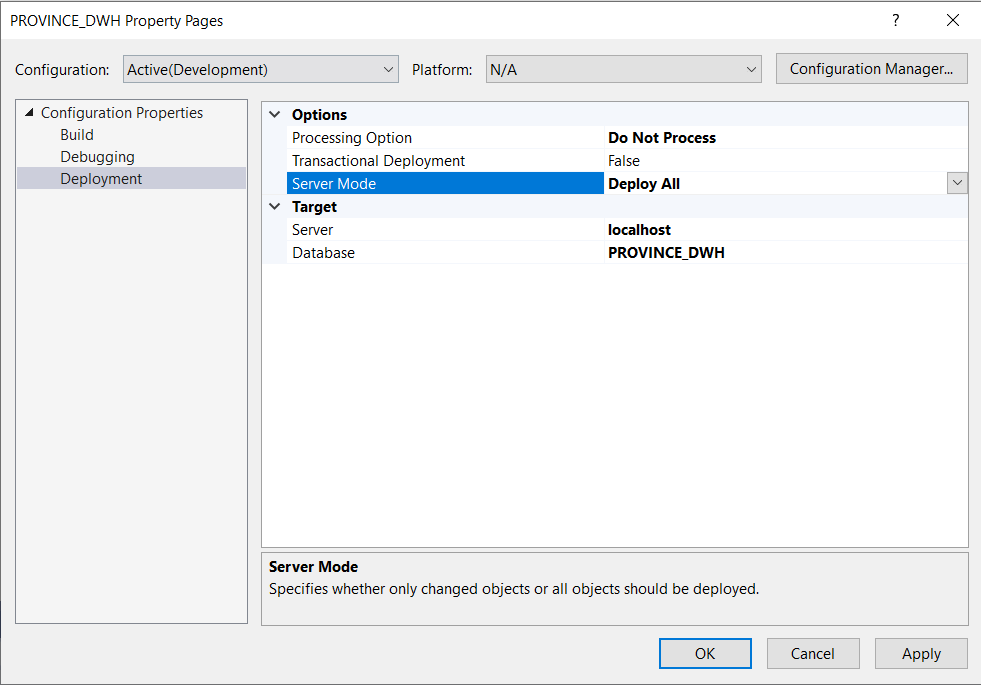 PROVINCE_DWH Property Pages
?
Configuration: Active(Development) Platform: N/A Configuration Manager...
Configuration Properties
Build
Debugging
Deployment
Options
Processing Option Do Not Process
Transactional Deployment False
Server Mode Deploy All
Target
Server localhost
Database PROVINCE_DWH
Server Mode
Specifies whether only changed objects or all objects should be deployed.
OK Cancel Apply